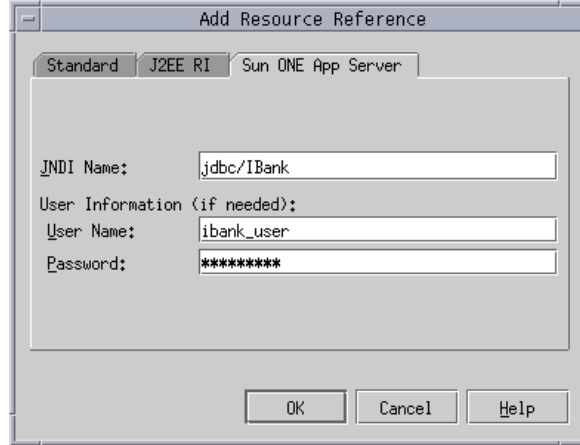 Add Resource Reference
Standard J2EE RI Sun ONE App Server
JNDI Name: jdbc/IBank
User Information (if needed):
User Name: ibank_user
Password: *********
OK Cancel Help